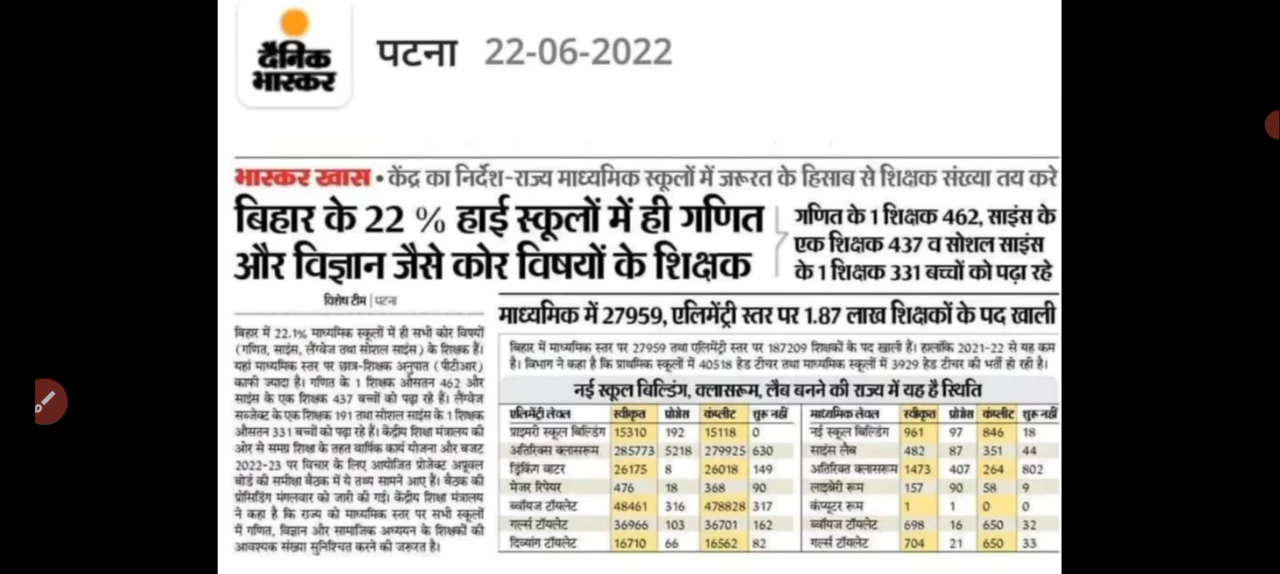 दैनिक
भास्कर
पटना 22-06-2022
भास्कर खास • केंद्र का निर्देश-राज्य माध्यमिक स्कूलों में जरूरत के हिसाब से शिक्षक संख्या तय करे
बिहार के 22 % हाई स्कूलों में ही गणित
और विज्ञान जैसे कोर विषयों के शिक्षक
गणित के 1 शिक्षक 462, साइंस के
एक शिक्षक 437 व सोशल साइंस
के 1 शिक्षक 331 बच्चों को पढ़ा रहे
विशेष टीम | पटना
बिहार में 22.1% माध्यमिक स्कूलों में ही सभी कोर विषयों
(गणित, साइंस, लैंग्वेज तथा सोशल साइंस) के शिक्षक हैं।
यहां माध्यमिक स्तर पर छात्र-शिक्षक अनुपात (पीटीआर)
काफी ज्यादा है। गणित के 1 शिक्षक औसतन 462 और
साइंस के एक शिक्षक 437 बच्चों को पढ़ा रहे हैं। लैंग्वेज
सब्जेक्ट के एक शिक्षक 191 तथा सोशल साइंस के 1 शिक्षक
औसतन 331 बच्चों को पढ़ा रहे हैं। केंद्रीय शिक्षा मंत्रालय की
ओर से समग्र शिक्षा के तहत वार्षिक कार्य योजना और बजट
2022-23 पर विचार के लिए आयोजित प्रोजेक्ट अप्रूवल
बोर्ड की समीक्षा बैठक में ये तथ्य सामने आए हैं। बैठक की
प्रोसिडिंग मंगलवार को जारी की गई। केंद्रीय शिक्षा मंत्रालय
ने कहा है कि राज्य को माध्यमिक स्तर पर सभी स्कूलों
में गणित, विज्ञान और सामाजिक अध्ययन के शिक्षकों की
आवश्यक संख्या सुनिश्चित करने की जरूरत है।
माध्यमिक में 27959, एलिमेंट्री स्तर पर 1.87 लाख शिक्षकों के पद खाली
बिहार में माध्यमिक स्तर पर 27959 तथा एलिमेंट्री स्तर पर 187209 शिक्षकों के पद खाली हैं। हालांकि 2021-22 से यह कम
है। विभाग ने कहा है कि प्राथमिक स्कूलों में 40518 हेड टीचर तथा माध्यमिक स्कूलों में 3929 हेड टीचर की भर्ती हो रही है।
नई स्कूल बिल्डिंग, क्लासरूम, लैब बनने की राज्य में यह है स्थिति
एलिमेंट्री लेवल स्वीकृत प्रोग्रेस कंप्लीट शुरू नहीं
प्राइमरी स्कूल बिल्डिंग 15310 192 15118 0
अतिरिक्त क्लासरूम 285773 5218 279925 630
ड्रिंकिंग वाटर 26175 8 26018 149
मेजर रिपेयर 476 18 368 90
ब्वॉयज टॉयलेट 48461 316 478828 317
गर्ल्स टॉयलेट 36966 103 36701 162
दिव्यांग टॉयलेट 16710 66 16562 82
माध्यमिक लेवल स्वीकृत प्रोग्रेस कंप्लीट शुरू नहीं
नई स्कूल बिल्डिंग 961 97 846 18
साइंस लैब 482 87 351 44
अतिरिक्त क्लासरूम 1473 407 264 802
लाइब्रेरी रूम 157 90 58 9
कंप्यूटर रूम 1 1 0 0
ब्वॉयज टॉयलेट 698 16 650 32
गर्ल्स टॉयलेट 704 21 650 33